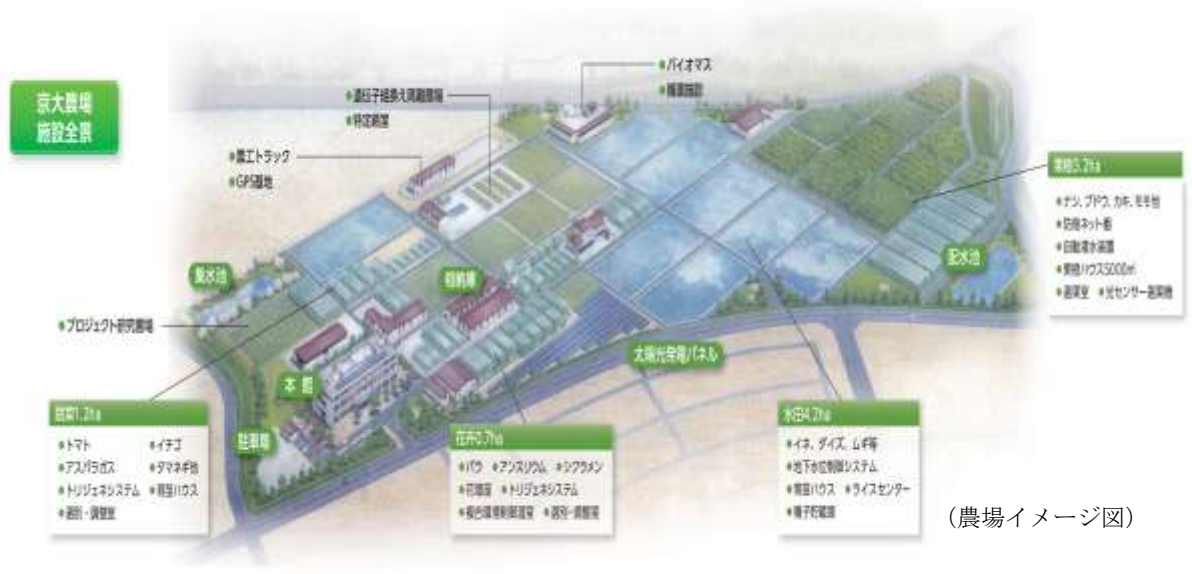 京大農場
施設全景
●バイオマス
●遺伝子組換え隔離圃場
●特定網室
●農工トラック
●GPS基地
集水池
●プロジェクト研究圃場
格納庫
本館
駐車場
太陽光発電パネル
配水池
果樹3.2ha
●ナシ、ブドウ、カキ、モモ他
●防鳥ネット棚
●自動灌水装置
●果樹ハウス5000㎡
●選果室 ●光センサー選果機
蔬菜1.2ha
●トマト ●イチゴ
●アスパラガス ●タマネギ他
●トリジェネシステム ●育苗ハウス
●選別・調整室
花卉0.7ha
●バラ ●アンスリウム ●シクラメン
●花壇苗 ●トリジェネシステム
●複合環境制御温室 ●選別・調整室
水田4.2ha
●イネ、ダイズ、ムギ等
●地下水位制御システム
●育苗ハウス ●ライスセンター
●種子貯蔵庫
（農場イメージ図）